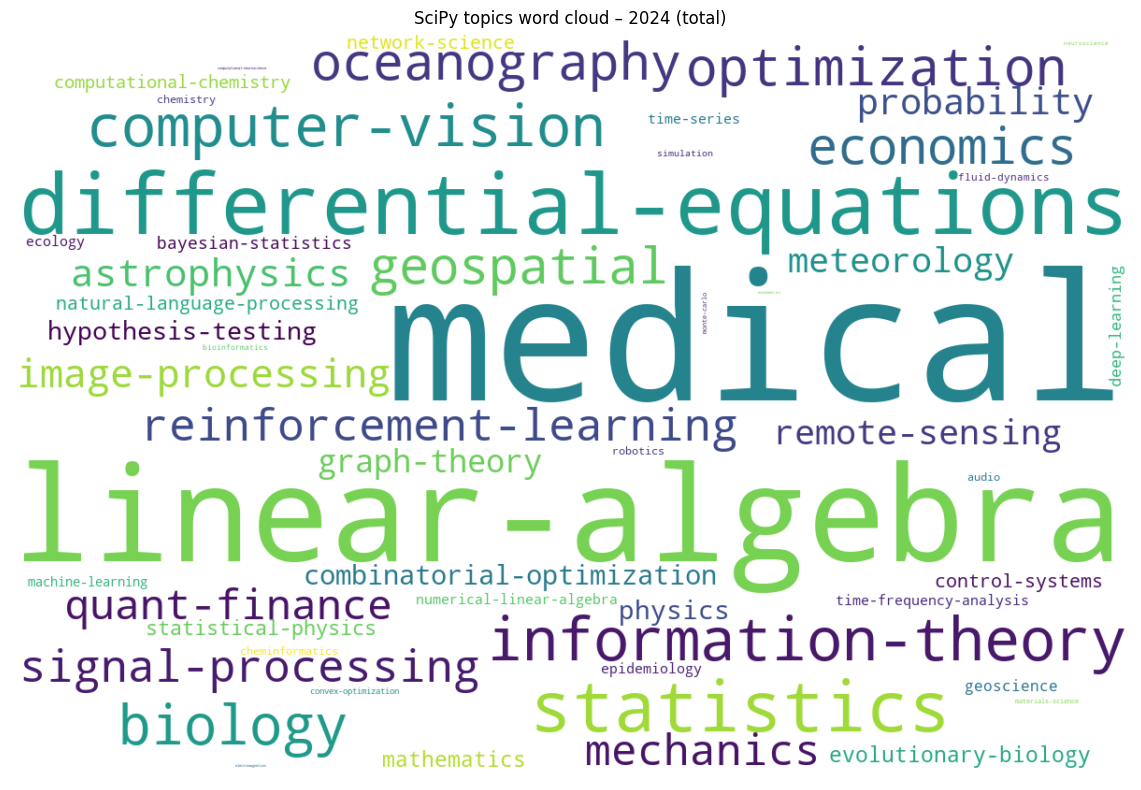 SciPy topics word cloud – 2024 (total)
network-science
neuroscience
oceanography
optimization
computational-neuroscience
computational-chemistry
chemistry
probability
computer-vision
time-series
economics
simulation
differential-equations
fluid-dynamics
ecology
bayesian-statistics
geospatial
meteorology
astrophysics
medical
deep-learning
natural-language-processing
monte-carlo
hypothesis-testing
bioinformatics
image-processing
reinforcement-learning
remote-sensing
graph-theory
robotics
linear-algebra
audio
combinatorial-optimization
machine-learning
control-systems
quant-finance
numerical-linear-algebra
physics
time-frequency-analysis
statistical-physics
information-theory
cheminformatics
signal-processing
epidemiology
convex-optimization
statistics
geoscience
materials-science
biology
mechanics
mathematics
evolutionary-biology
electromagnetism